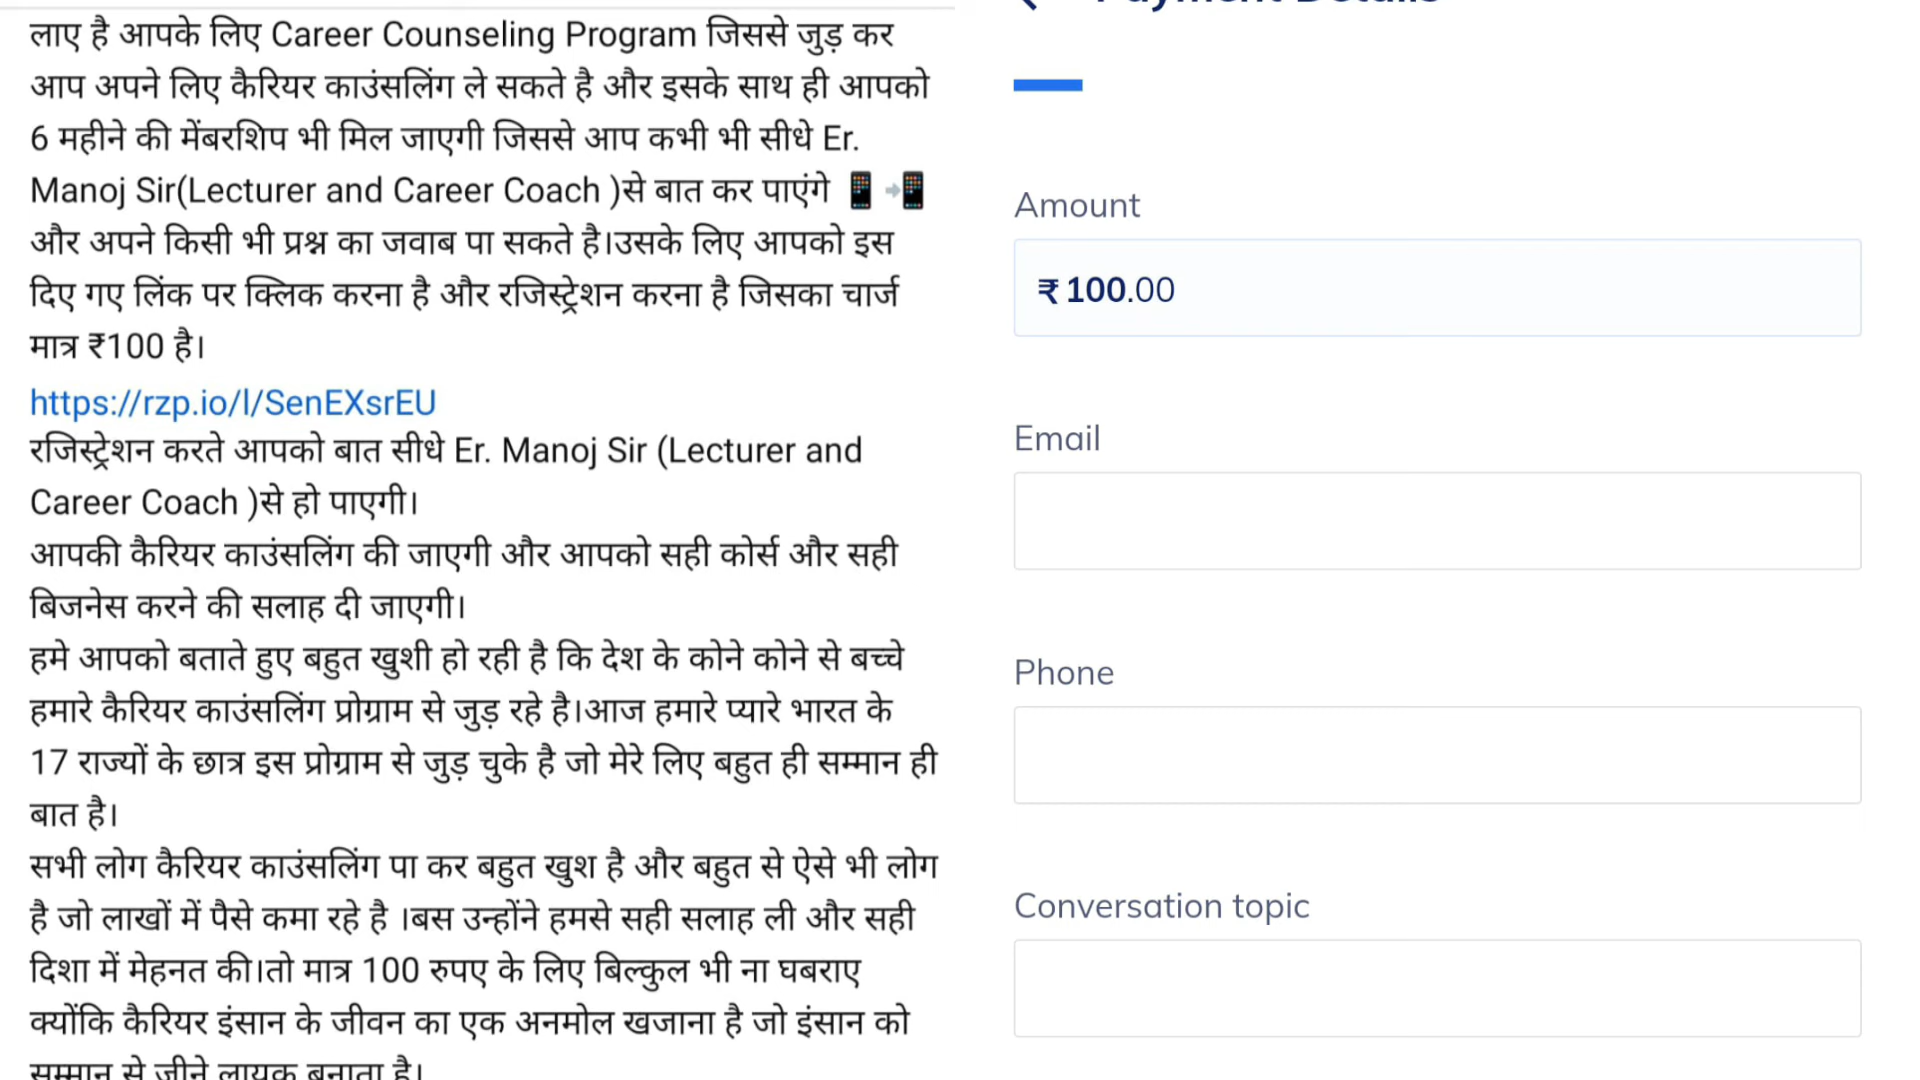 लाए है आपके लिए Career Counseling Program जिससे जुड़ कर
आप अपने लिए कैरियर काउंसलिंग ले सकते है और इसके साथ ही आपको
6 महीने की मेंबरशिप भी मिल जाएगी जिससे आप कभी भी सीधे Er.
Manoj Sir(Lecturer and Career Coach )से बात कर पाएंगे 📱📲
और अपने किसी भी प्रश्न का जवाब पा सकते है।उसके लिए आपको इस
दिए गए लिंक पर क्लिक करना है और रजिस्ट्रेशन करना है जिसका चार्ज
मात्र ₹100 है।
https://rzp.io/l/SenEXsrEU
रजिस्ट्रेशन करते आपको बात सीधे Er. Manoj Sir (Lecturer and
Career Coach )से हो पाएगी।
आपकी कैरियर काउंसलिंग की जाएगी और आपको सही कोर्स और सही
बिजनेस करने की सलाह दी जाएगी।
हमे आपको बताते हुए बहुत खुशी हो रही है कि देश के कोने कोने से बच्चे
हमारे कैरियर काउंसलिंग प्रोग्राम से जुड़ रहे है।आज हमारे प्यारे भारत के
17 राज्यों के छात्र इस प्रोग्राम से जुड़ चुके है जो मेरे लिए बहुत ही सम्मान ही
बात है।
सभी लोग कैरियर काउंसलिंग पा कर बहुत खुश है और बहुत से ऐसे भी लोग
है जो लाखों में पैसे कमा रहे है ।बस उन्होंने हमसे सही सलाह ली और सही
दिशा में मेहनत की।तो मात्र 100 रुपए के लिए बिल्कुल भी ना घबराए
क्योंकि कैरियर इंसान के जीवन का एक अनमोल खजाना है जो इंसान को
सम्मान से जीने लायक बनाता है।
Payment Details
Amount
₹ 100.00
Email
Phone
Conversation topic